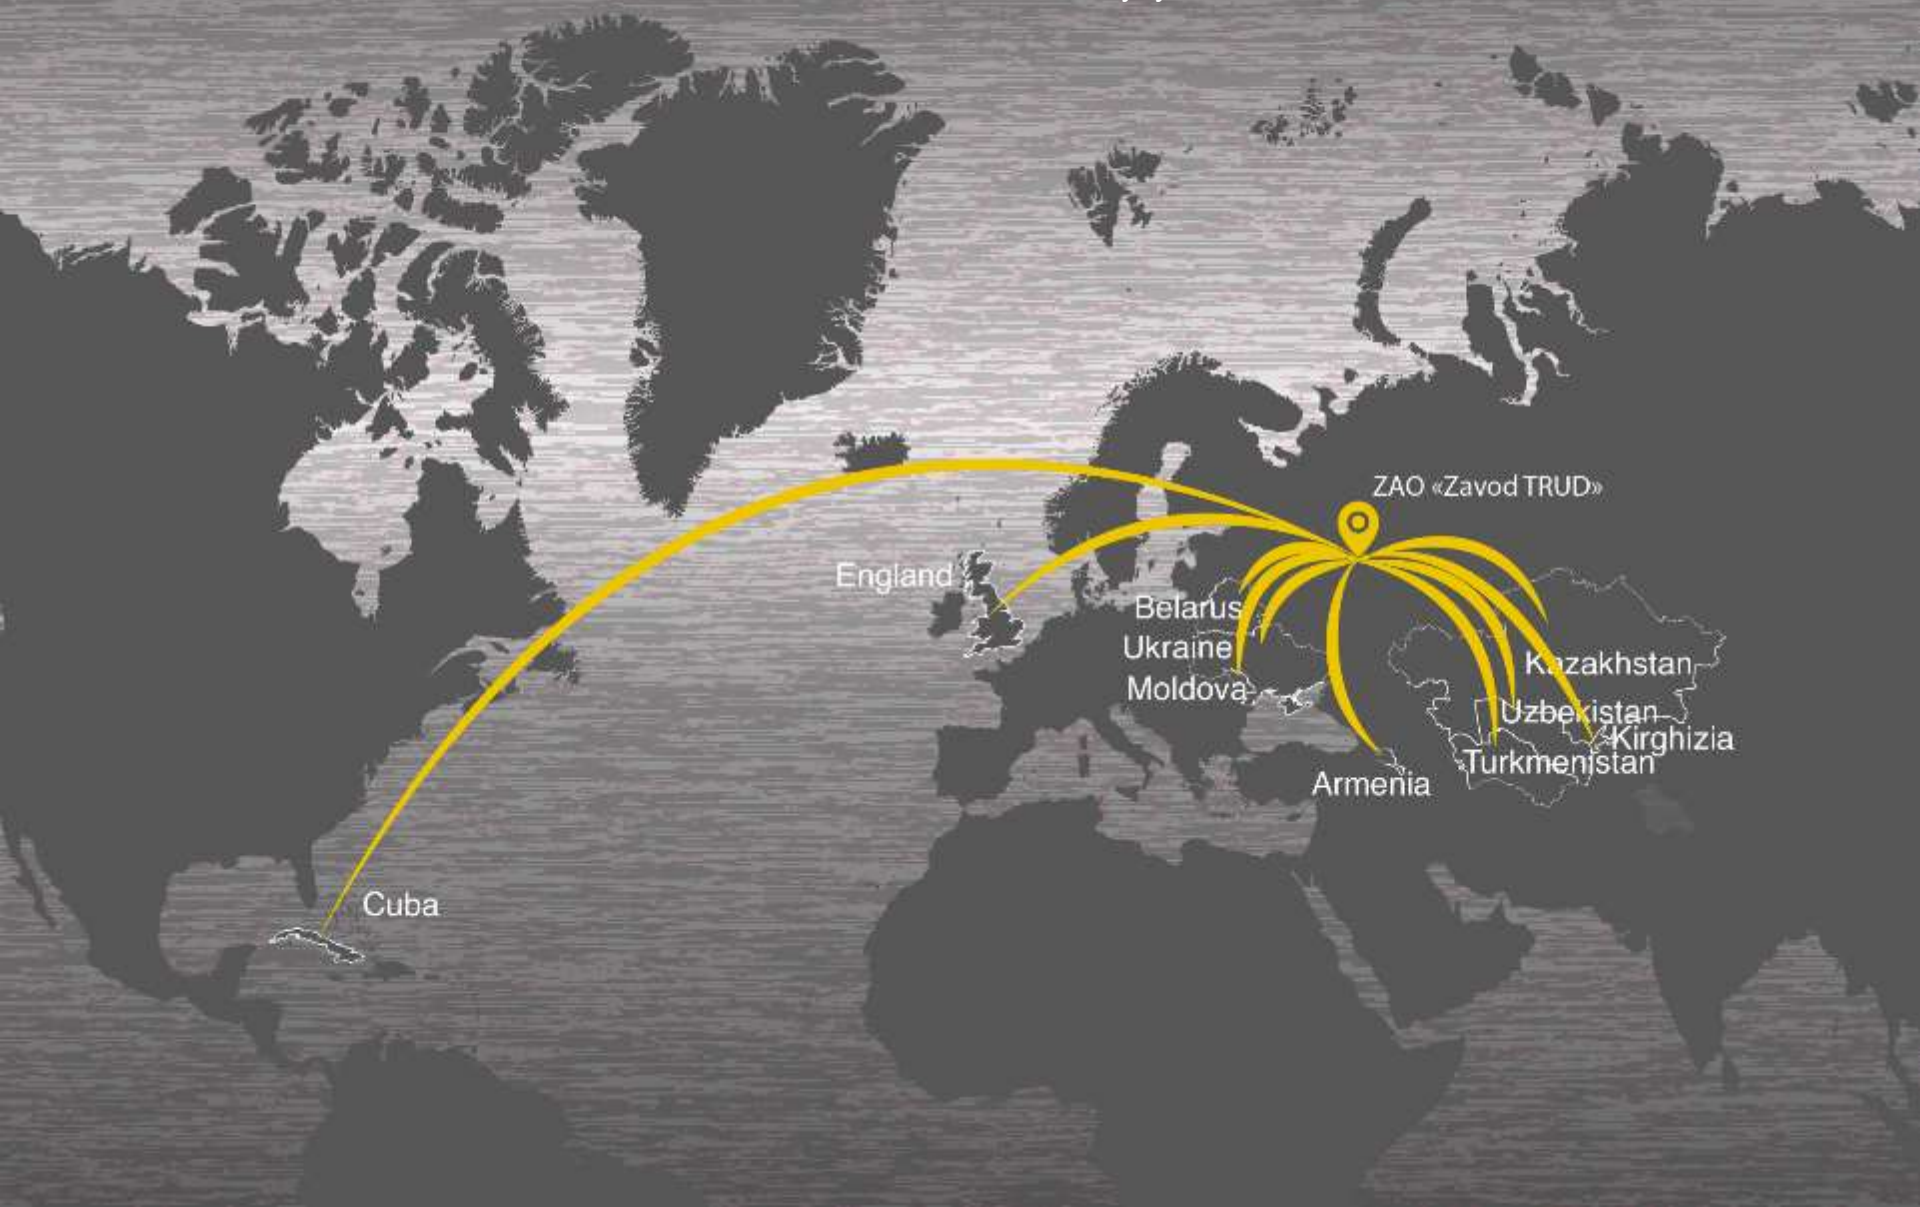 ZAO «Zavod TRUD»
England
Belarus
Ukraine
Moldova
Kazakhstan
Uzbekistan
Kirghizia
Turkmenistan
Armenia
Cuba